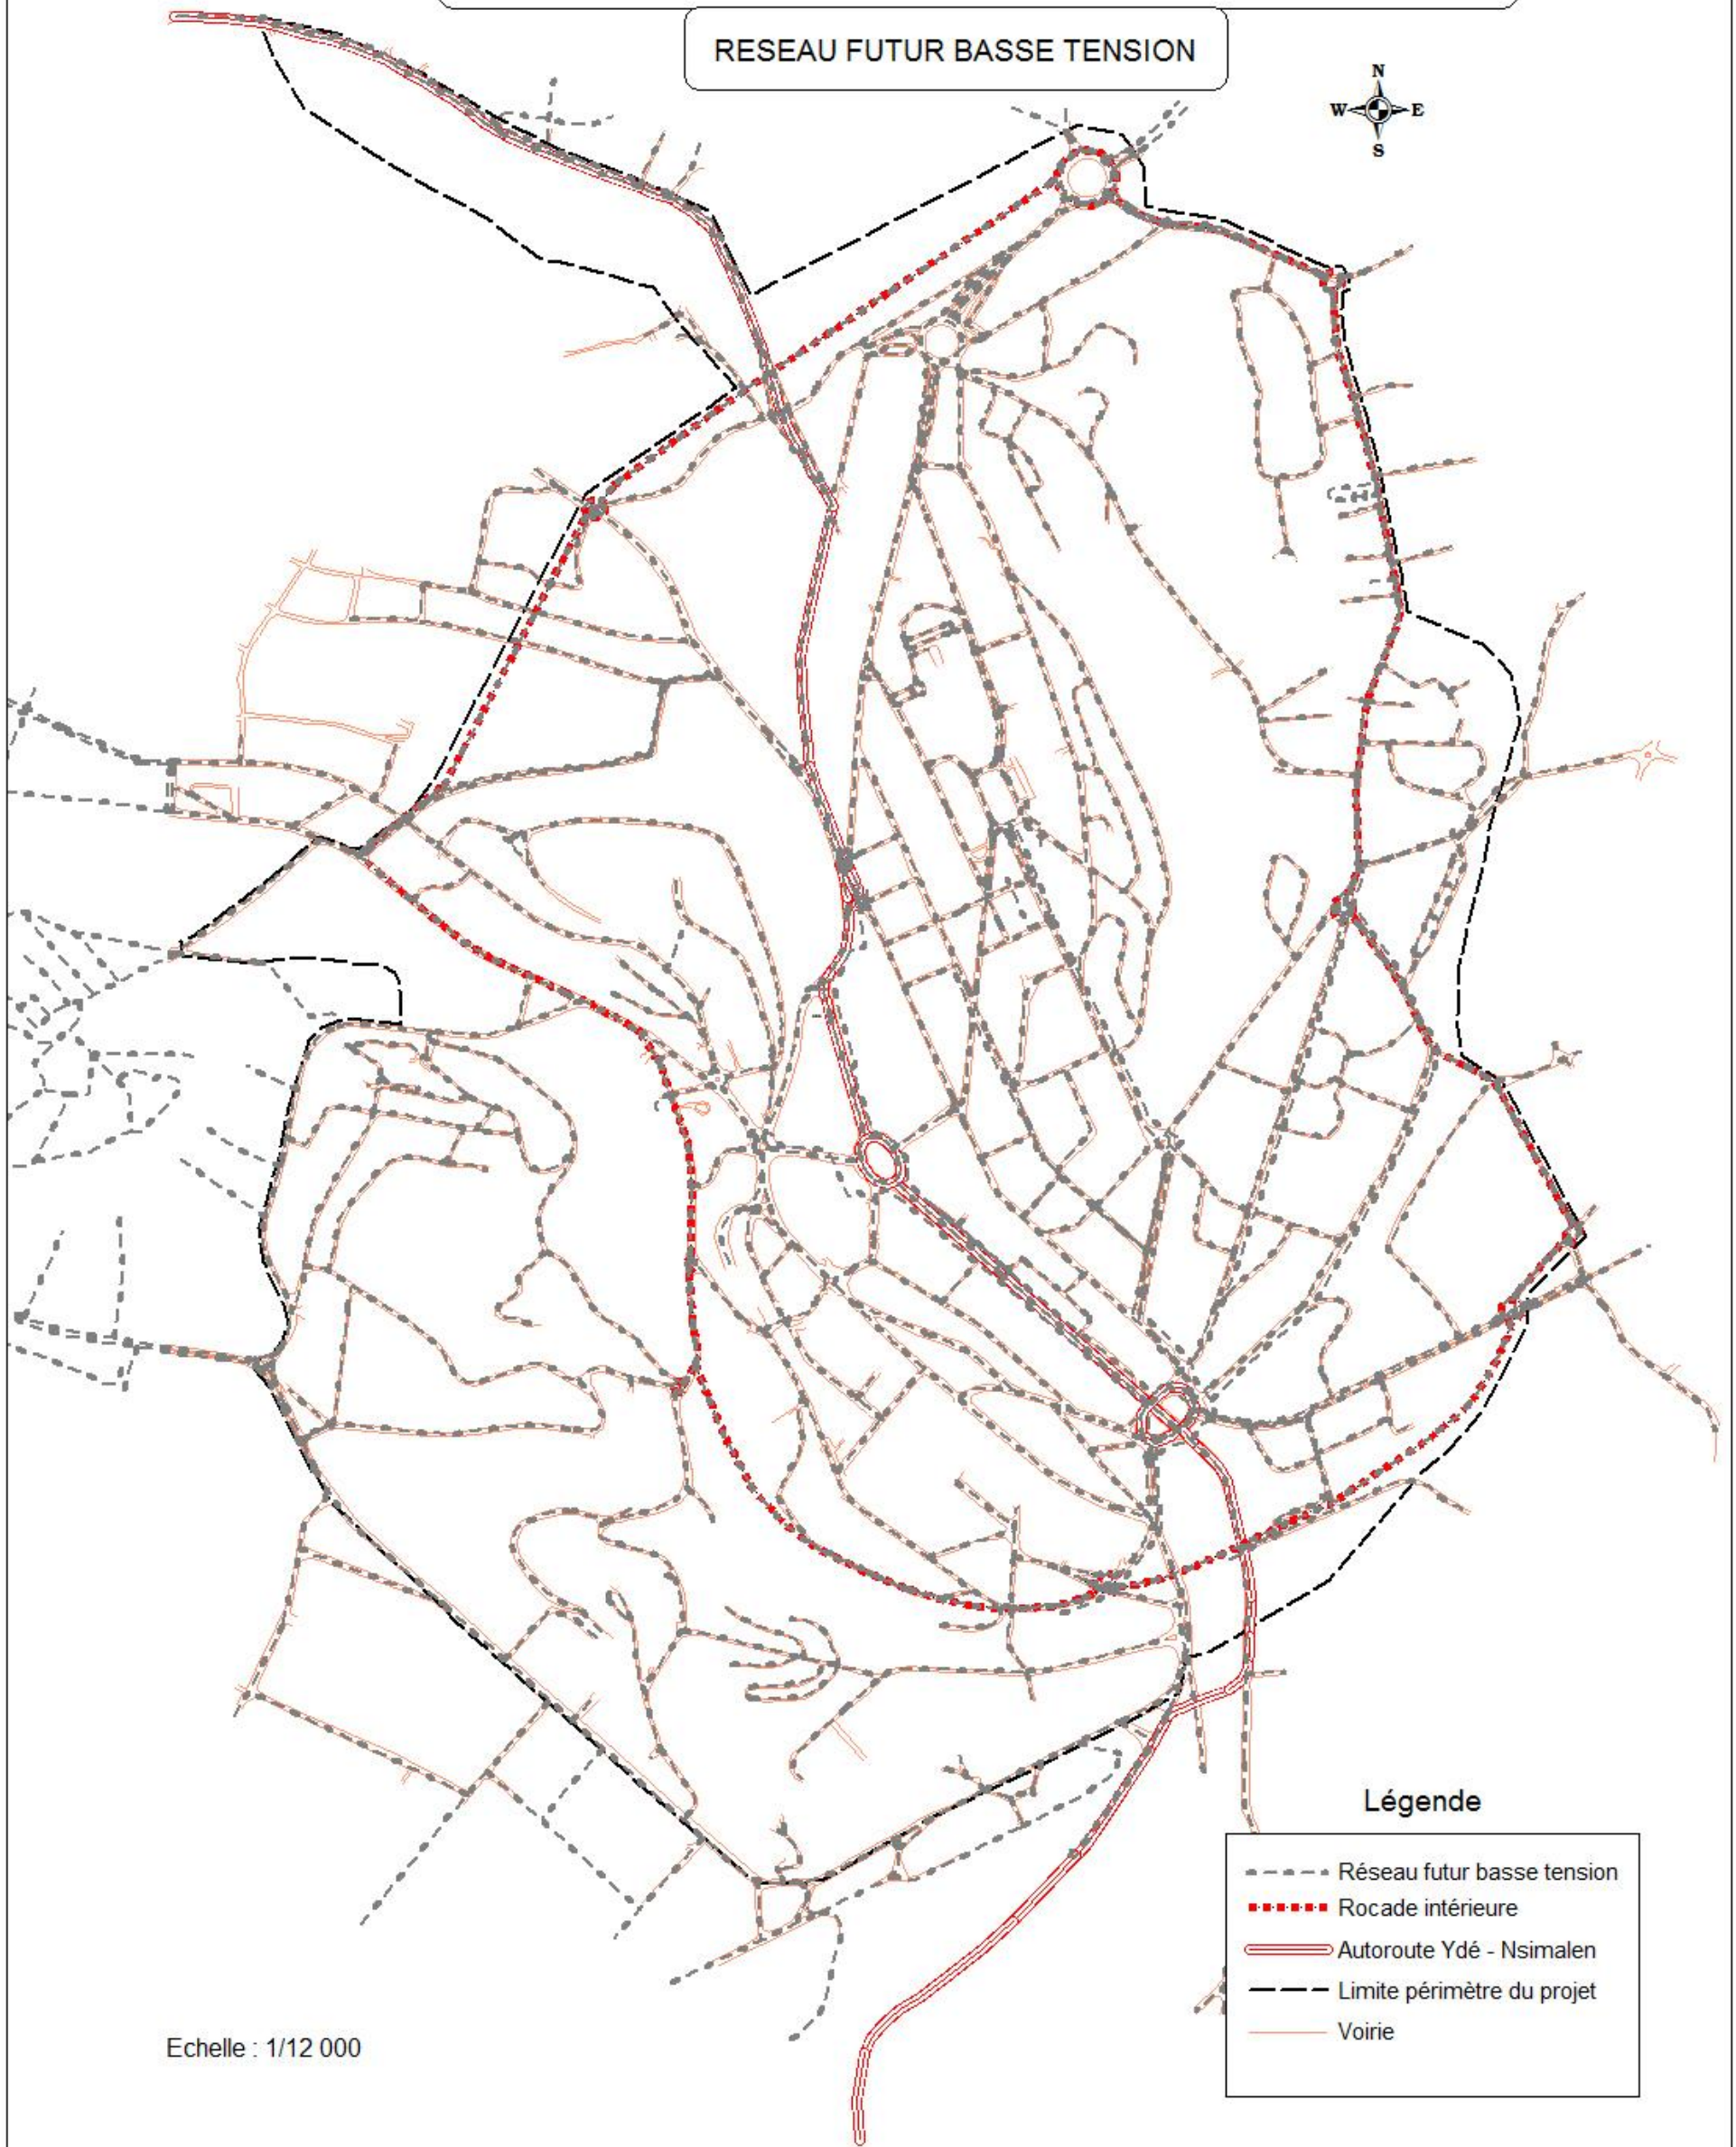 RESEAU FUTUR BASSE TENSION
N
W E
S
Légende
Réseau futur basse tension
Rocade intérieure
Autoroute Ydé - Nsimalen
Limite périmètre du projet
Voirie
Echelle : 1/12 000